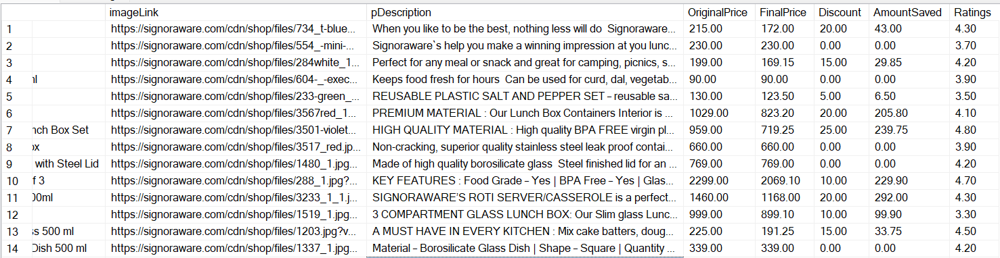 imageLink pDescription OriginalPrice FinalPrice Discount AmountSaved Ratings
1 https://signoraware.com/cdn/shop/files/734_t-blue... When you like to be the best, nothing less will do Signoraware... 215.00 172.00 20.00 43.00 4.30
2 https://signoraware.com/cdn/shop/files/554_-mini-... Signoraware`s help you make a winning impression at you lunc... 230.00 230.00 0.00 0.00 3.70
3 https://signoraware.com/cdn/shop/files/284white_1... Perfect for any meal or snack and great for camping, picnics, s... 199.00 169.15 15.00 29.85 4.20
4 https://signoraware.com/cdn/shop/files/604-_-exec... Keeps food fresh for hours Can be used for curd, dal, vegetab... 90.00 90.00 0.00 0.00 3.90
5 https://signoraware.com/cdn/shop/files/233-green_... REUSABLE PLASTIC SALT AND PEPPER SET – reusable sa... 130.00 123.50 5.00 6.50 3.50
6 https://signoraware.com/cdn/shop/files/3567red_1... PREMIUM MATERIAL : Our Lunch Box Containers Interior is ... 1029.00 823.20 20.00 205.80 4.10
7 nch Box Set https://signoraware.com/cdn/shop/files/3501-violet... HIGH QUALITY MATERIAL : High quality BPA FREE virgin pl... 959.00 719.25 25.00 239.75 4.80
8 https://signoraware.com/cdn/shop/files/3517_red.jp... Non-cracking, superior quality stainless steel leak proof contai... 660.00 660.00 0.00 0.00 3.90
9 with Steel Lid https://signoraware.com/cdn/shop/files/1480_1.jpg... Made of high quality borosilicate glass Steel finished lid for an ... 769.00 769.00 0.00 0.00 4.20
10 f 3 https://signoraware.com/cdn/shop/files/288_1.jpg?... KEY FEATURES : Food Grade – Yes | BPA Free – Yes | Glas... 2299.00 2069.10 10.00 229.90 4.70
11 00ml https://signoraware.com/cdn/shop/files/3233_1_1.j... SIGNORAWARE’S ROTI SERVER/CASSEROLE is a perfect... 1460.00 1168.00 20.00 292.00 4.30
12 https://signoraware.com/cdn/shop/files/1519_1.jpg... 3 COMPARTMENT GLASS LUNCH BOX: Our Slim glass Lunc... 999.00 899.10 10.00 99.90 3.30
13 ss 500 ml https://signoraware.com/cdn/shop/files/1203.jpg?v... A MUST HAVE IN EVERY KITCHEN : Mix cake batters, doug... 225.00 191.25 15.00 33.75 4.50
14 Dish 500 ml https://signoraware.com/cdn/shop/files/1337_1.jpg... Material – Borosilicate Glass Dish | Shape – Square | Quantity ... 339.00 339.00 0.00 0.00 4.20